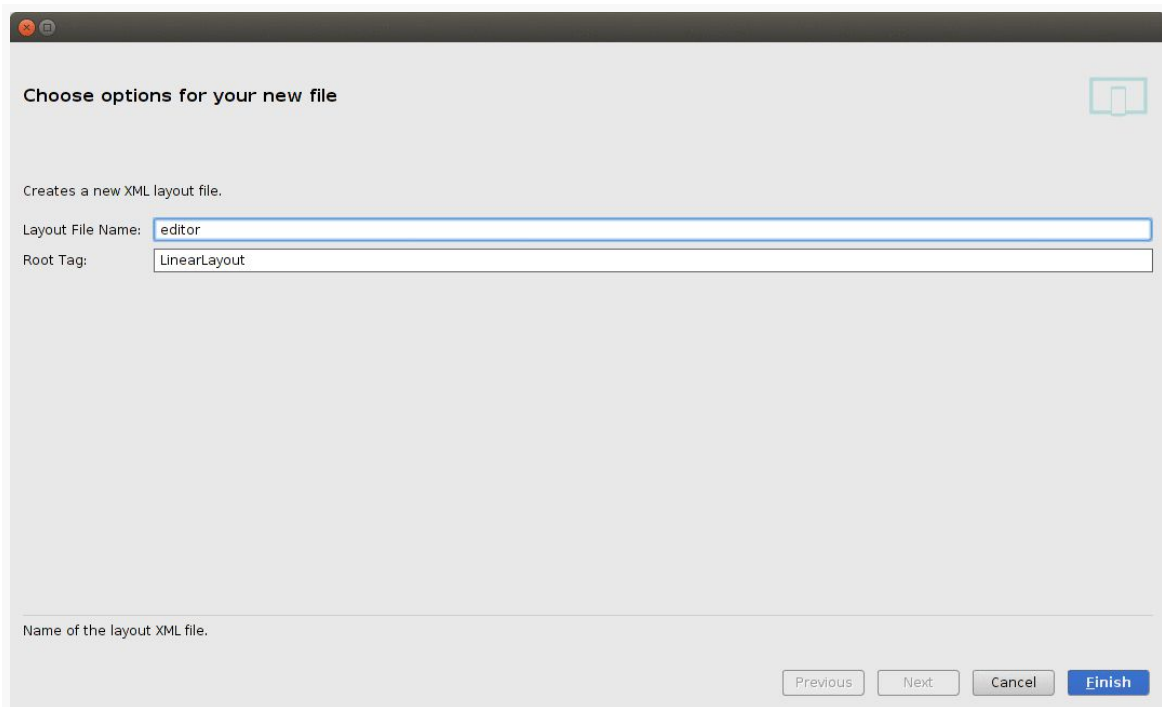 Choose options for your new file
Creates a new XML layout file.
Layout File Name: editor
Root Tag: LinearLayout
Name of the layout XML file.
Previous Next Cancel Finish